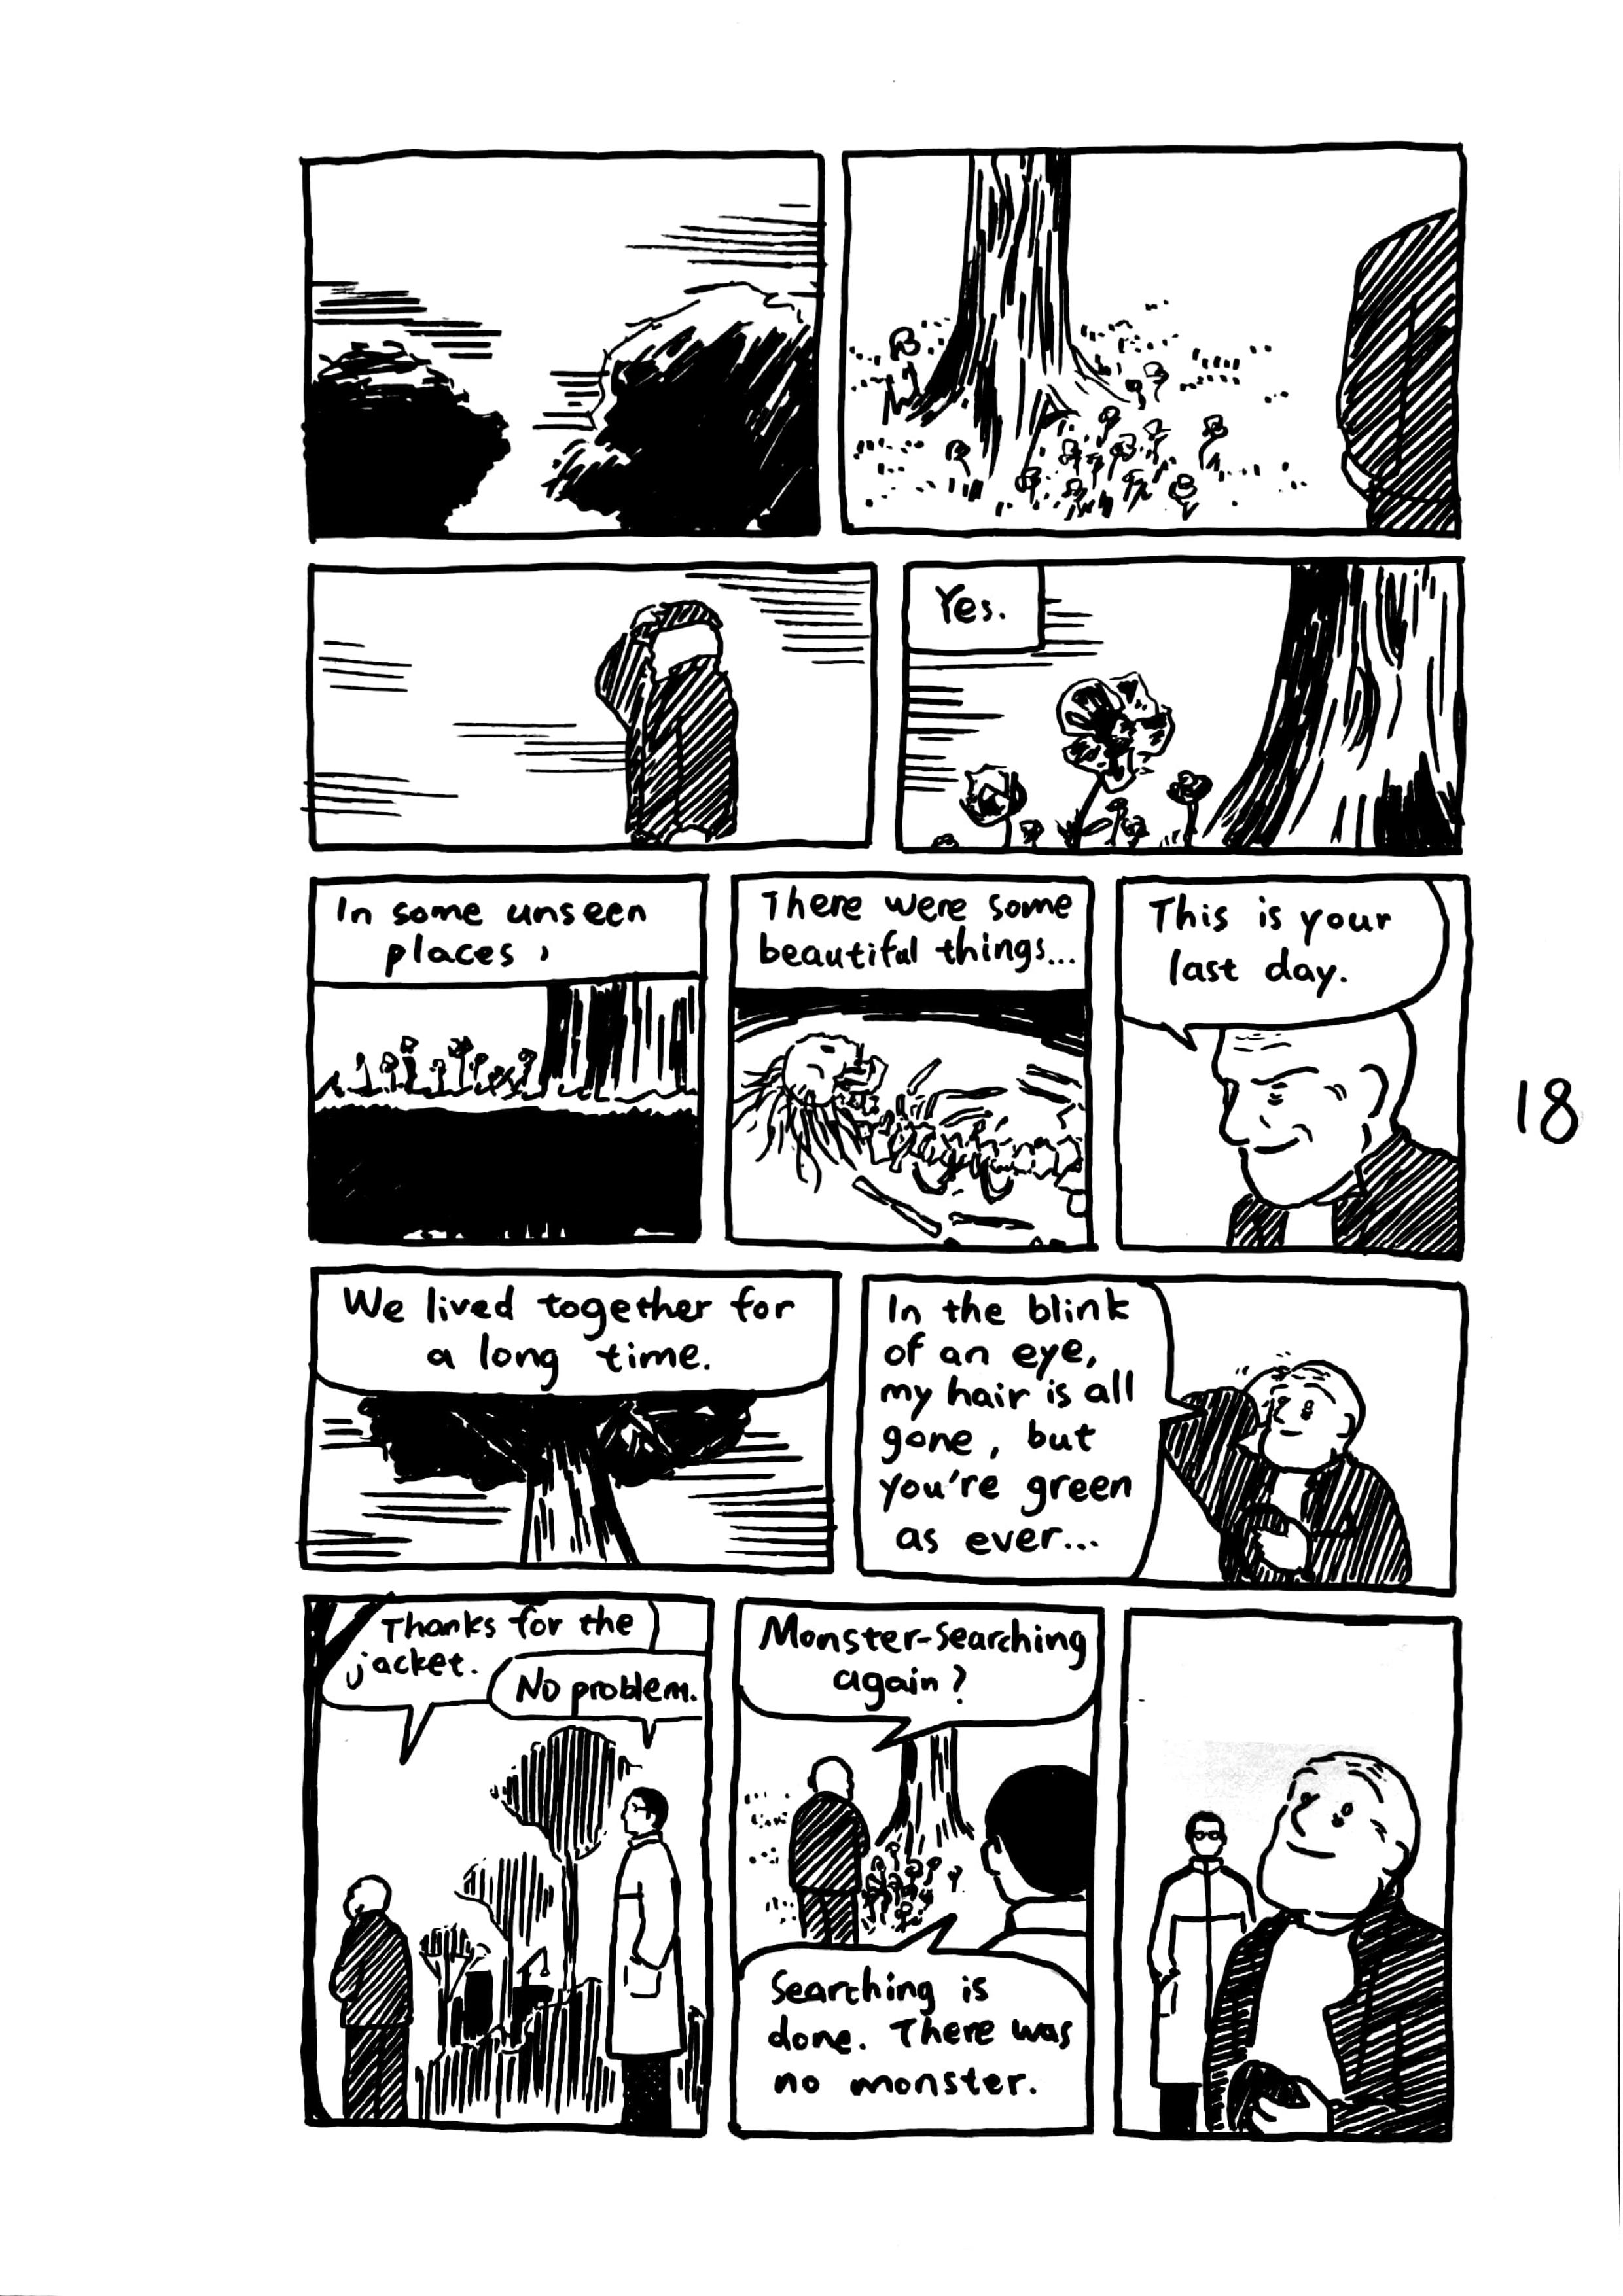 Yes.
In some unseen
places,
There were some
beautiful things...
This is your
last day.
We lived together for
a long time.
In the blink
of an eye,
my hair is all
gone, but
you're green
as ever...
Thanks for the
jacket.
No problem.
Monster-Searching
again?
Searching is
done. There was
no monster.
18